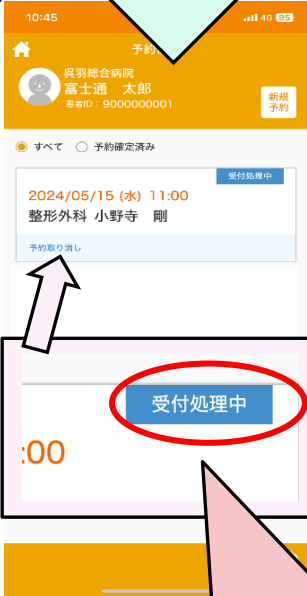 10:45
4G 95
予約
呉羽総合病院
富士通 太郎
患者ID： 9000000001
新規
予約
すべて
予約確定済み
受付処理中
2024/05/15 (水) 11:00
整形外科 小野寺 剛
予約取り消し
受付処理中
:00